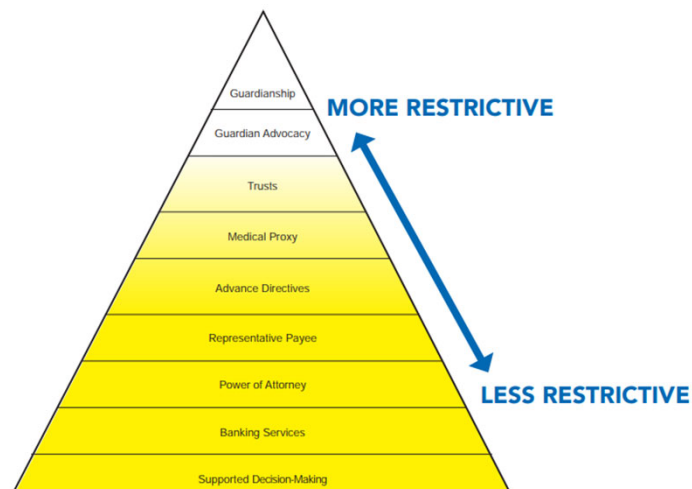 Guardianship
MORE RESTRICTIVE
Guardian Advocacy
Trusts
Medical Proxy
Advance Directives
Representative Payee
Power of Attorney
LESS RESTRICTIVE
Banking Services
Supported Decision-Making